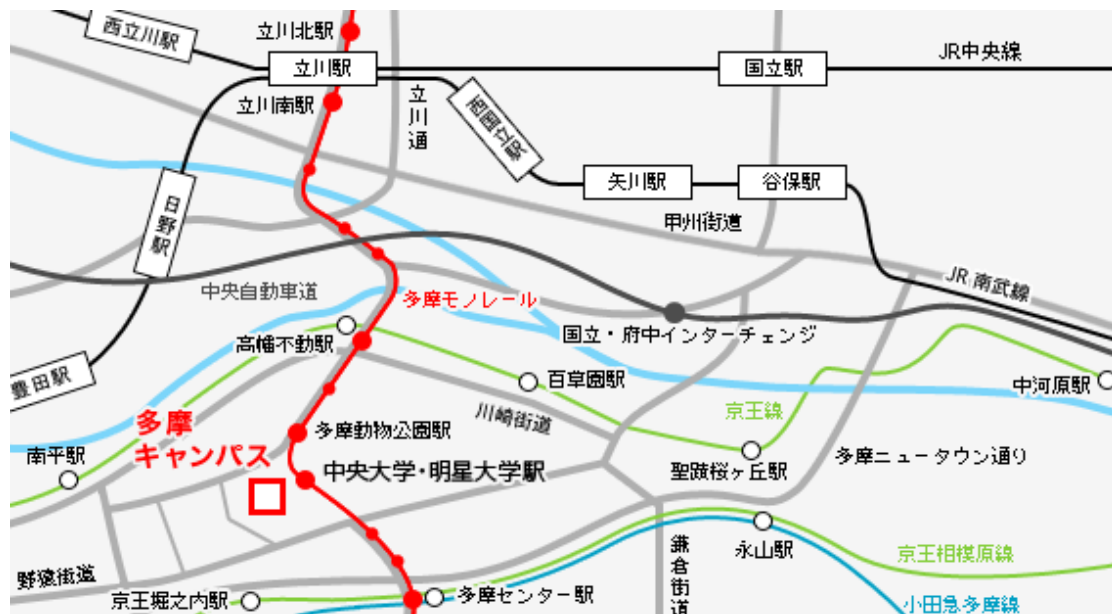 立川北駅
西立川駅
立川駅
国立駅
JR中央線
立川南駅
立川通
西国立駅
矢川駅
谷保駅
日野駅
甲州街道
中央自動車道
多摩モノレール
JR南武線
国立・府中インターチェンジ
高幡不動駅
豊田駅
百草園駅
中河原駅
川崎街道
京王線
多摩
キャンパス
多摩動物公園駅
南平駅
中央大学・明星大学駅
聖蹟桜ヶ丘駅
多摩ニュータウン通り
野猿街道
鎌倉街道
永山駅
京王相模原線
京王堀之内駅
多摩センター駅
小田急多摩線